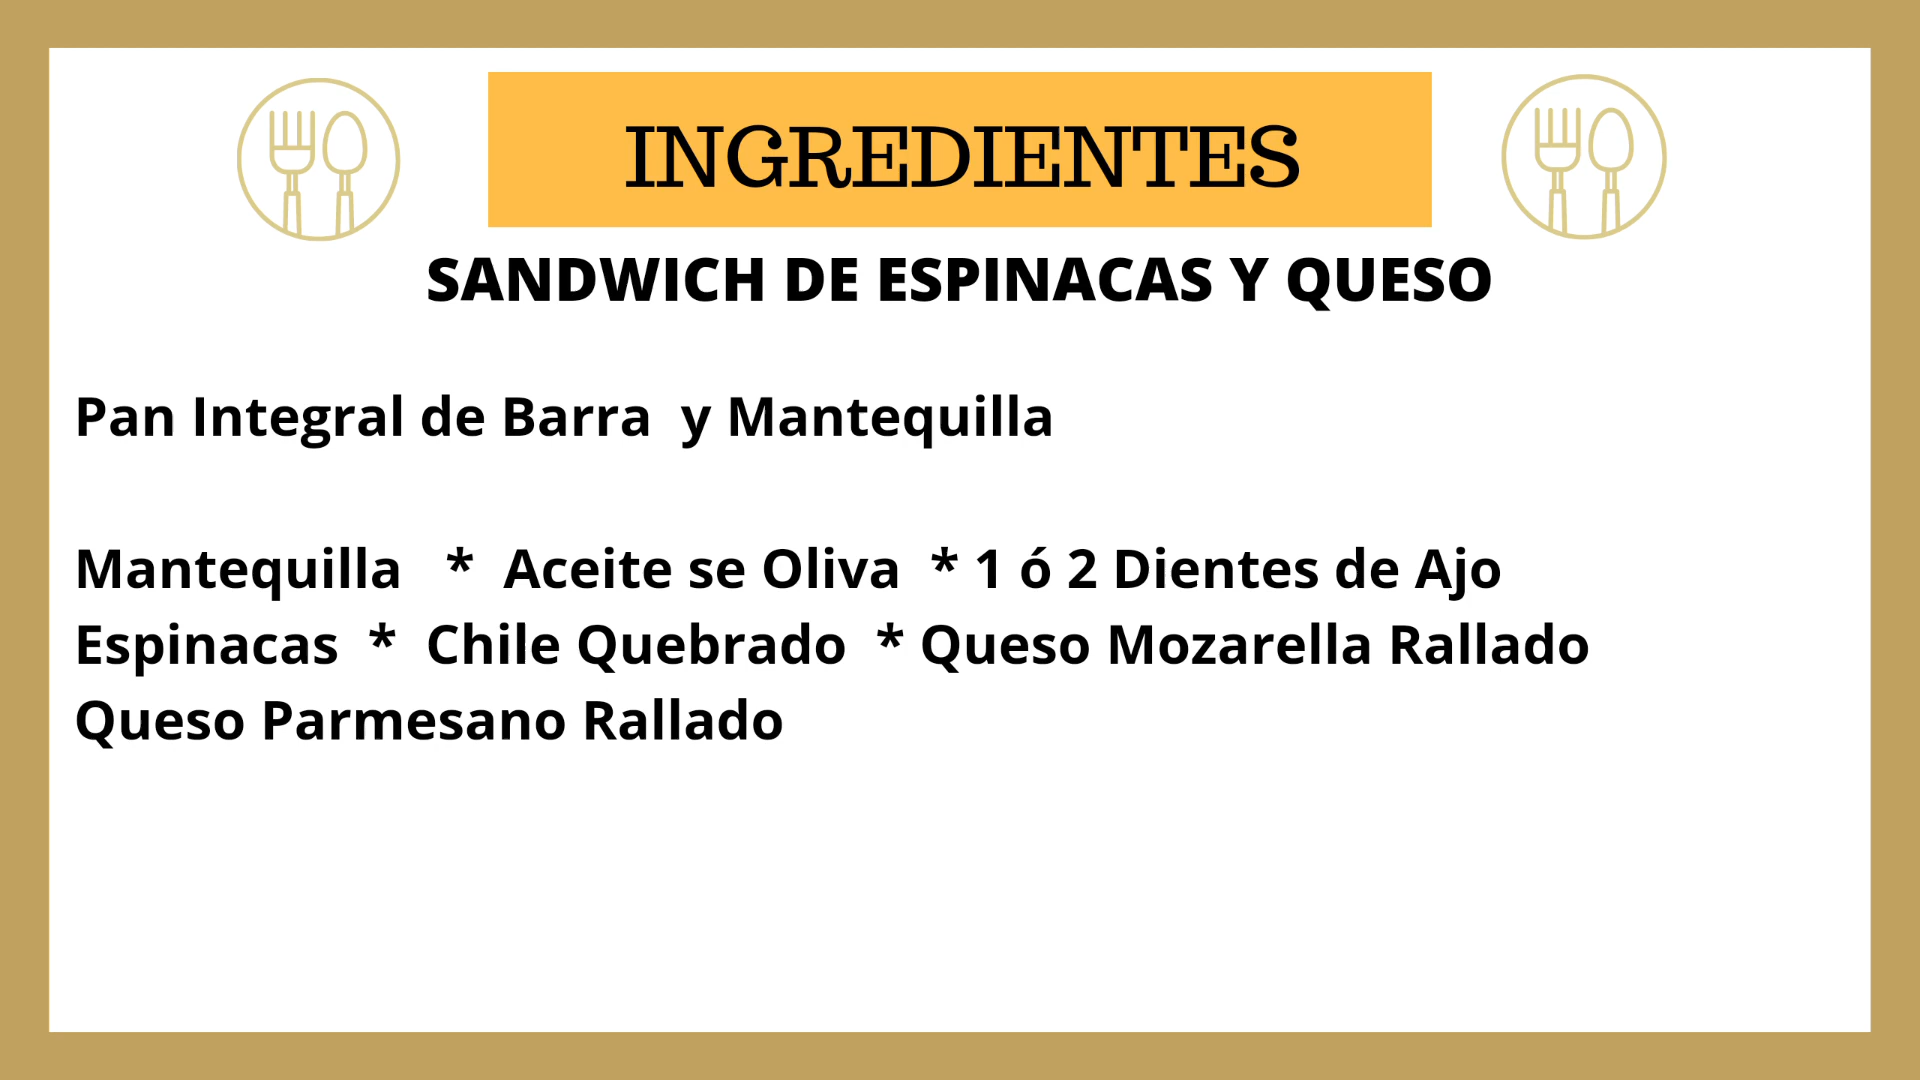 INGREDIENTES
SANDWICH DE ESPINACAS Y QUESO
Pan Integral de Barra  y Mantequilla
Mantequilla   *  Aceite se Oliva  * 1 ó 2 Dientes de Ajo
Espinacas  *  Chile Quebrado  * Queso Mozarella Rallado
Queso Parmesano Rallado